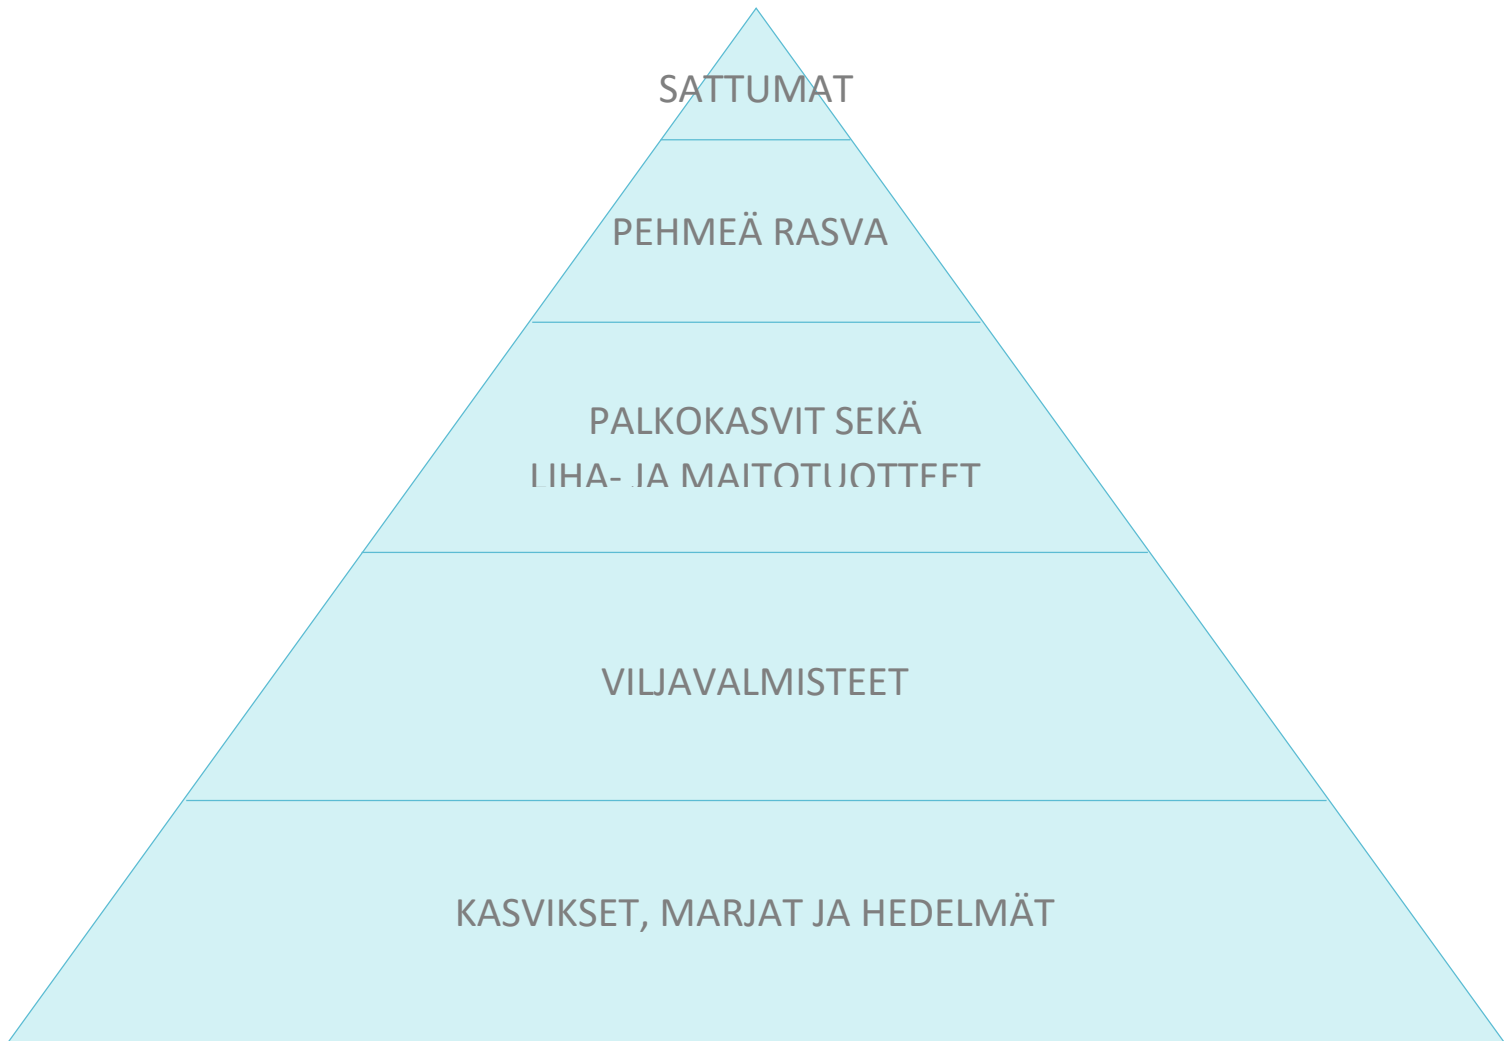 SATTUMAT
PEHMEÄ RASVA
PALKOKASVIT SEKÄ
LIHA- JA MAITOTUOTTEET
VILJAVALMISTEET
KASVIKSET, MARJAT JA HEDELMÄT